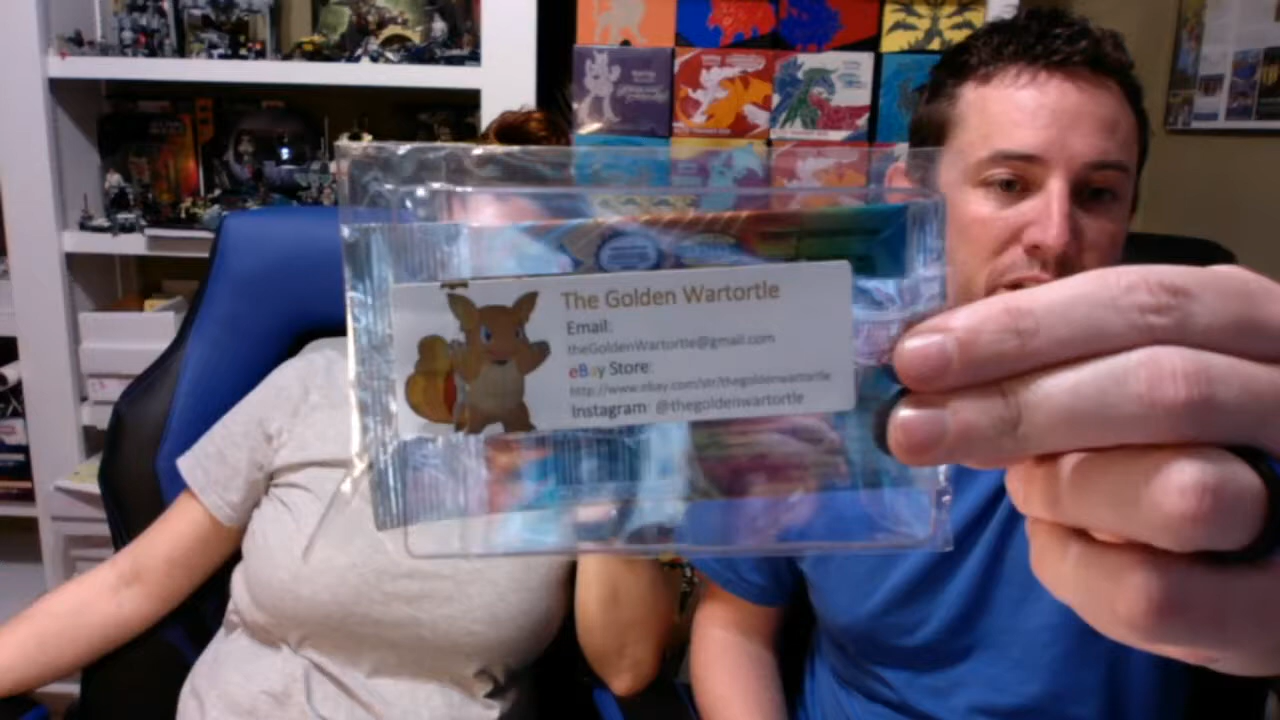 The Golden Wartortle
Email:
theGoldenWartortle@gmail.com
eBay Store:
http://www.ebay.com/str/thegoldenwartortle
Instagram: @thegoldenwartortle